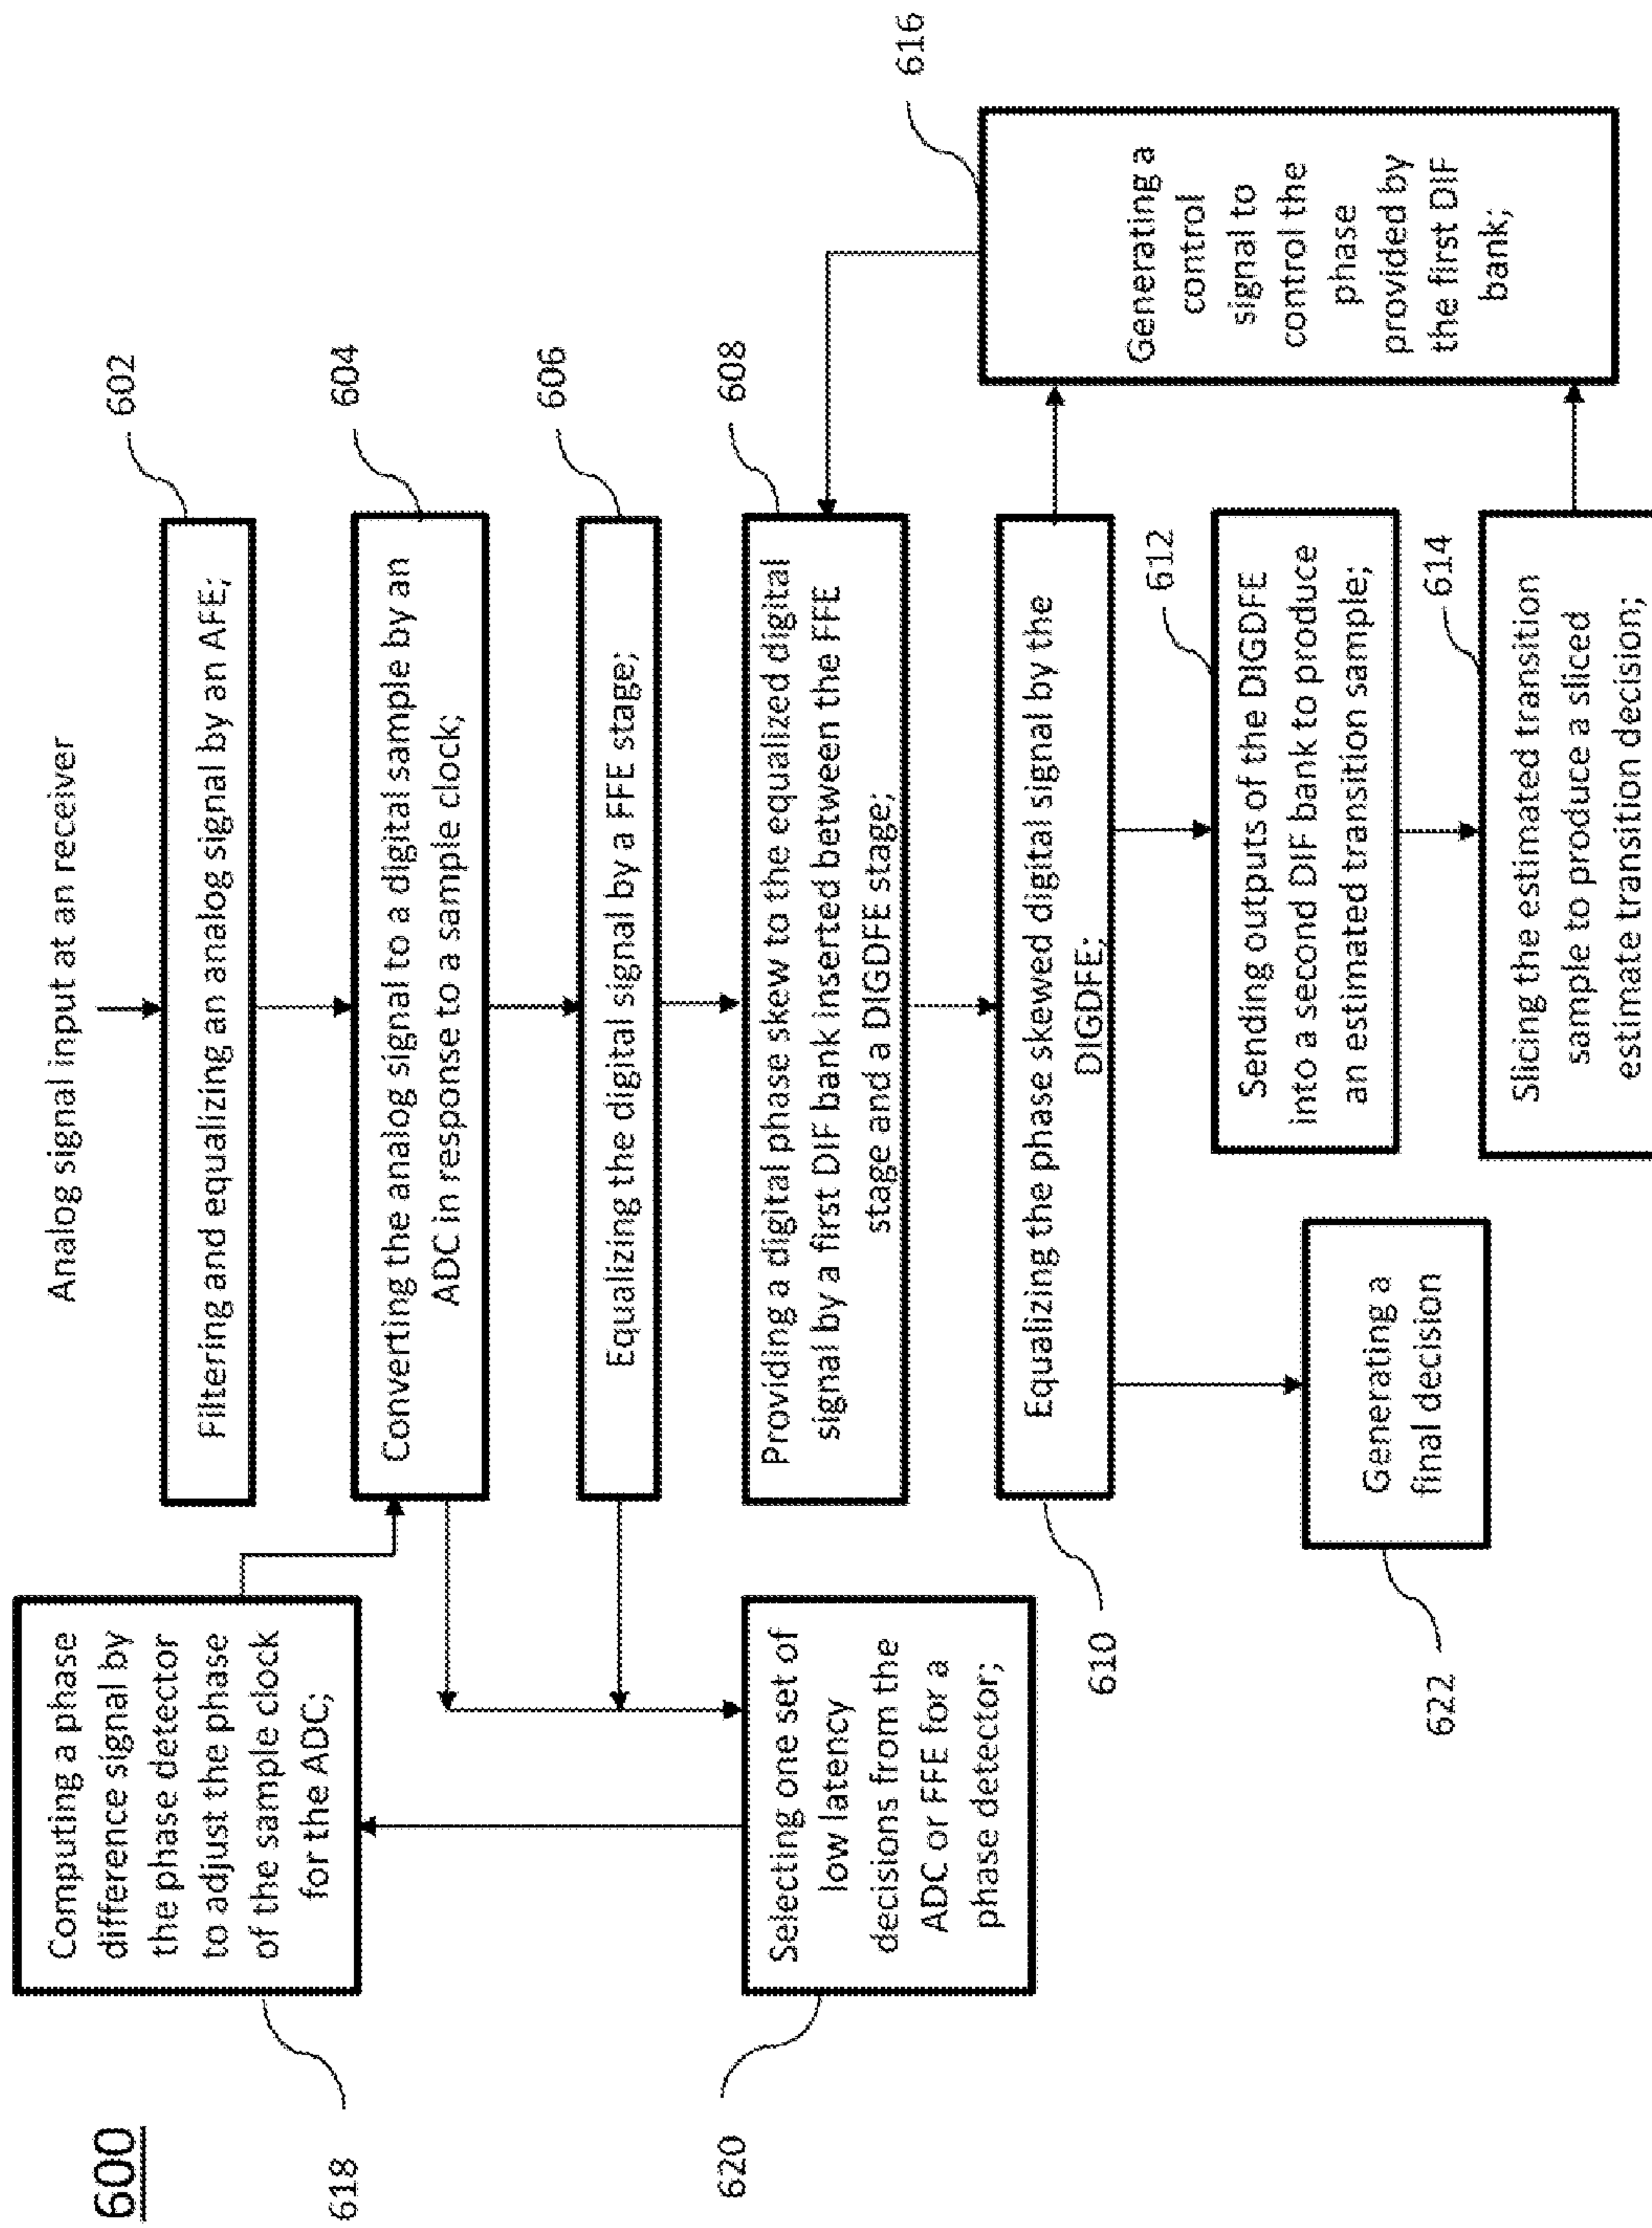 600
Analog signal input at an receiver
602
Filtering and equalizing an analog signal by an AFE;
604
Converting the analog signal to a digital sample by an
ADC in response to a sample clock;
606
Equalizing the digital signal by a FFE stage;
608
Providing a digital phase skew to the equalized digital
signal by a first DIF bank inserted between the FFE
stage and a DIGDFE stage;
610
Equalizing the phase skewed digital signal by the
DIGDFE;
612
Sending outputs of the DIGDFE
into a second DIF bank to produce
an estimated transition sample;
614
Slicing the estimated transition
sample to produce a sliced
estimate transition decision;
616
Generating a
control
signal to
control the
phase
provided by
the first DIF
bank;
618
Computing a phase
difference signal by
the phase detector
to adjust the phase
of the sample clock
for the ADC;
620
Selecting one set of
low latency
decisions from the
ADC or FFE for a
phase detector;
622
Generating a
final decision